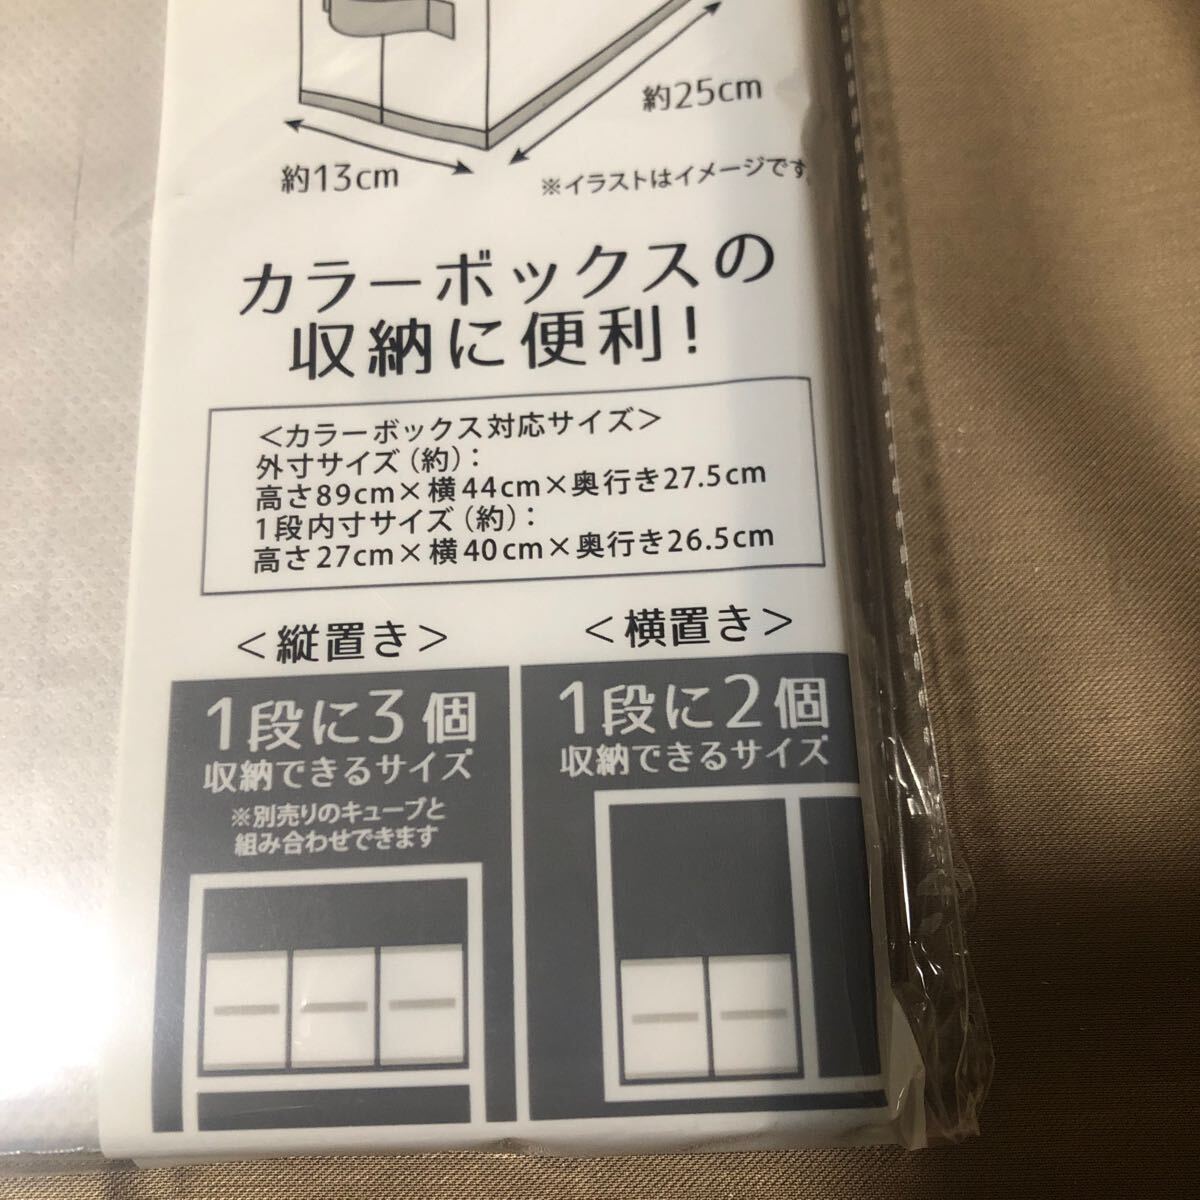 約25cm
約13cm
※イラストはイメージです
カラーボックスの
収納に便利!
＜カラーボックス対応サイズ＞
外寸サイズ（約）：
高さ89cm×横44cm×奥行き27.5cm
1段内寸サイズ（約）：
高さ27cm×横40cm×奥行き26.5cm
＜縦置き＞
1段に3個
収納できるサイズ
※別売りのキューブと
組み合わせできます
＜横置き＞
1段に2個
収納できるサイズ